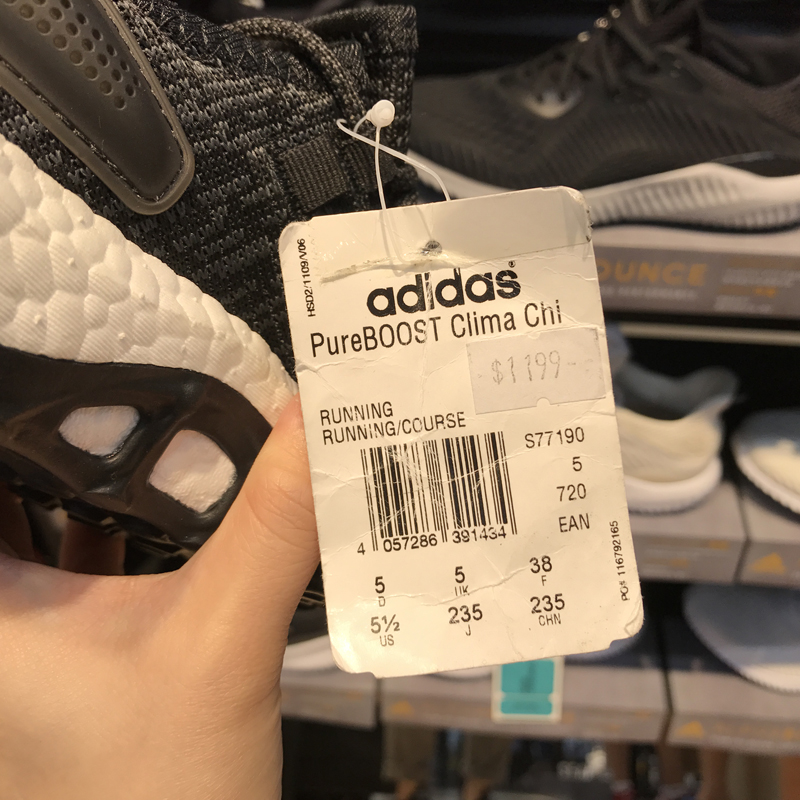 HSD2/1109/V06
adidas®
PureBOOST Clima Chi
-$1199-
RUNNING
RUNNING/COURSE
S77190
5
720
EAN
4 057286 391434
5 D
5 UK
38 F
5½ US
235 J
235 CHN
PO# 116792165
OUNCE